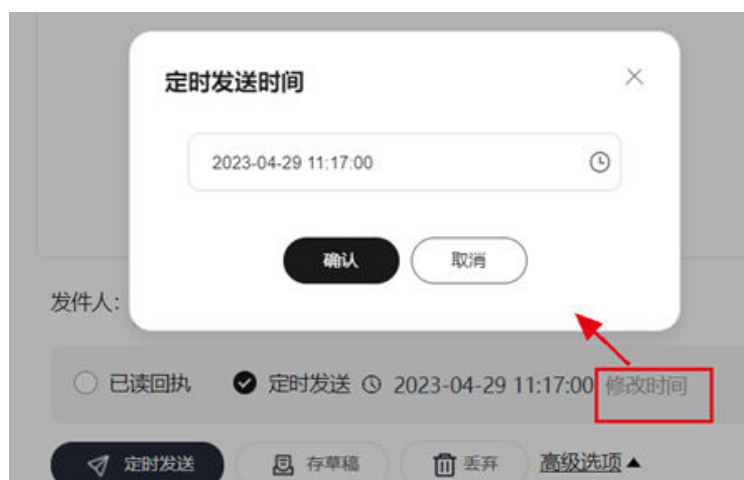 定时发送时间
2023-04-29 11:17:00
确认 取消
发件人：
已读回执 定时发送 2023-04-29 11:17:00 修改时间
定时发送 存草稿 丢弃 高级选项